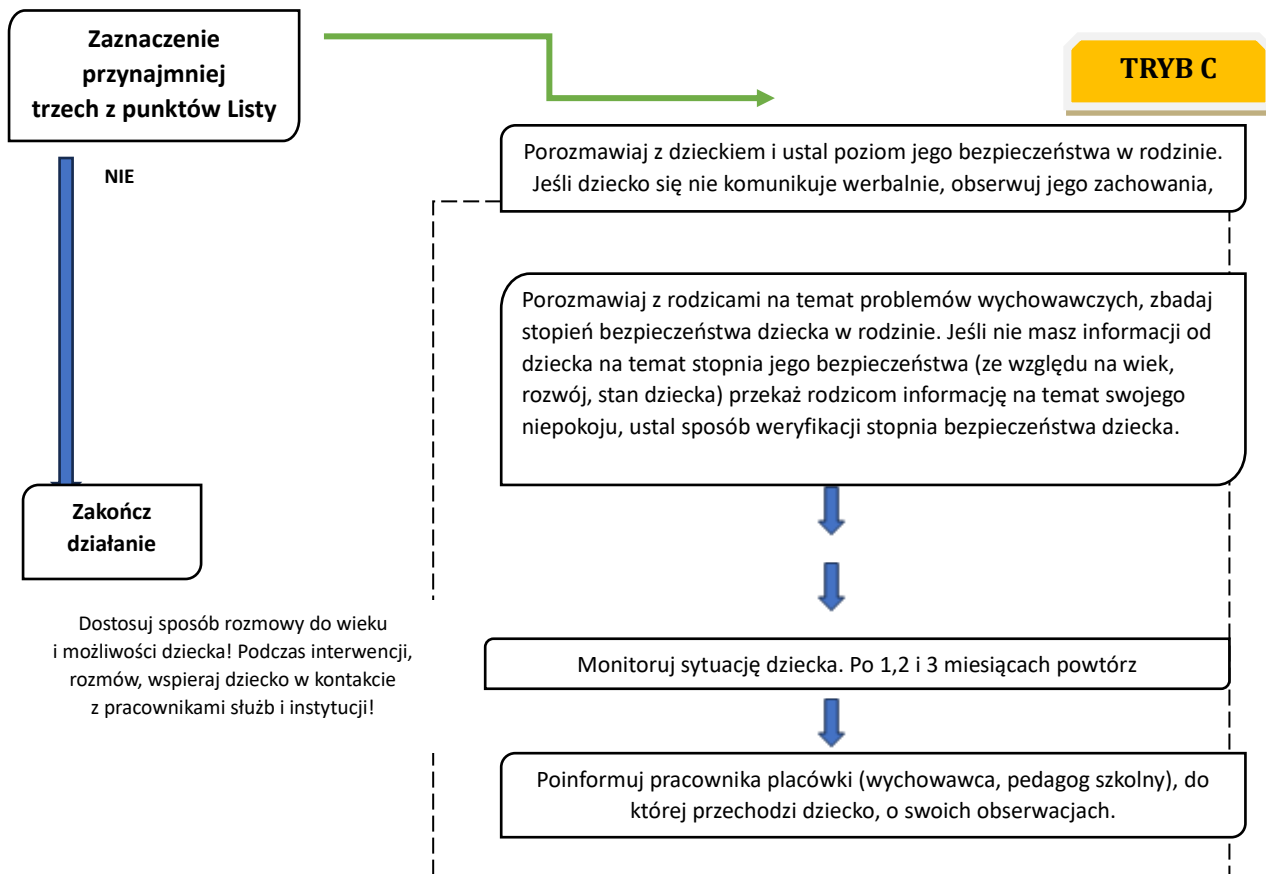 Zaznaczenie
przynajmniej
trzech z punktów Listy
TRYB C
NIE
Porozmawiaj z dzieckiem i ustal poziom jego bezpieczeństwa w rodzinie.
Jeśli dziecko się nie komunikuje werbalnie, obserwuj jego zachowania,
Porozmawiaj z rodzicami na temat problemów wychowawczych, zbadaj
stopień bezpieczeństwa dziecka w rodzinie. Jeśli nie masz informacji od
dziecka na temat stopnia jego bezpieczeństwa (ze względu na wiek,
rozwój, stan dziecka) przekaż rodzicom informację na temat swojego
niepokoju, ustal sposób weryfikacji stopnia bezpieczeństwa dziecka.
Zakończ
działanie
Dostosuj sposób rozmowy do wieku
i możliwości dziecka! Podczas interwencji,
rozmów, wspieraj dziecko w kontakcie
z pracownikami służb i instytucji!
Monitoruj sytuację dziecka. Po 1,2 i 3 miesiącach powtórz
Poinformuj pracownika placówki (wychowawca, pedagog szkolny), do
której przechodzi dziecko, o swoich obserwacjach.